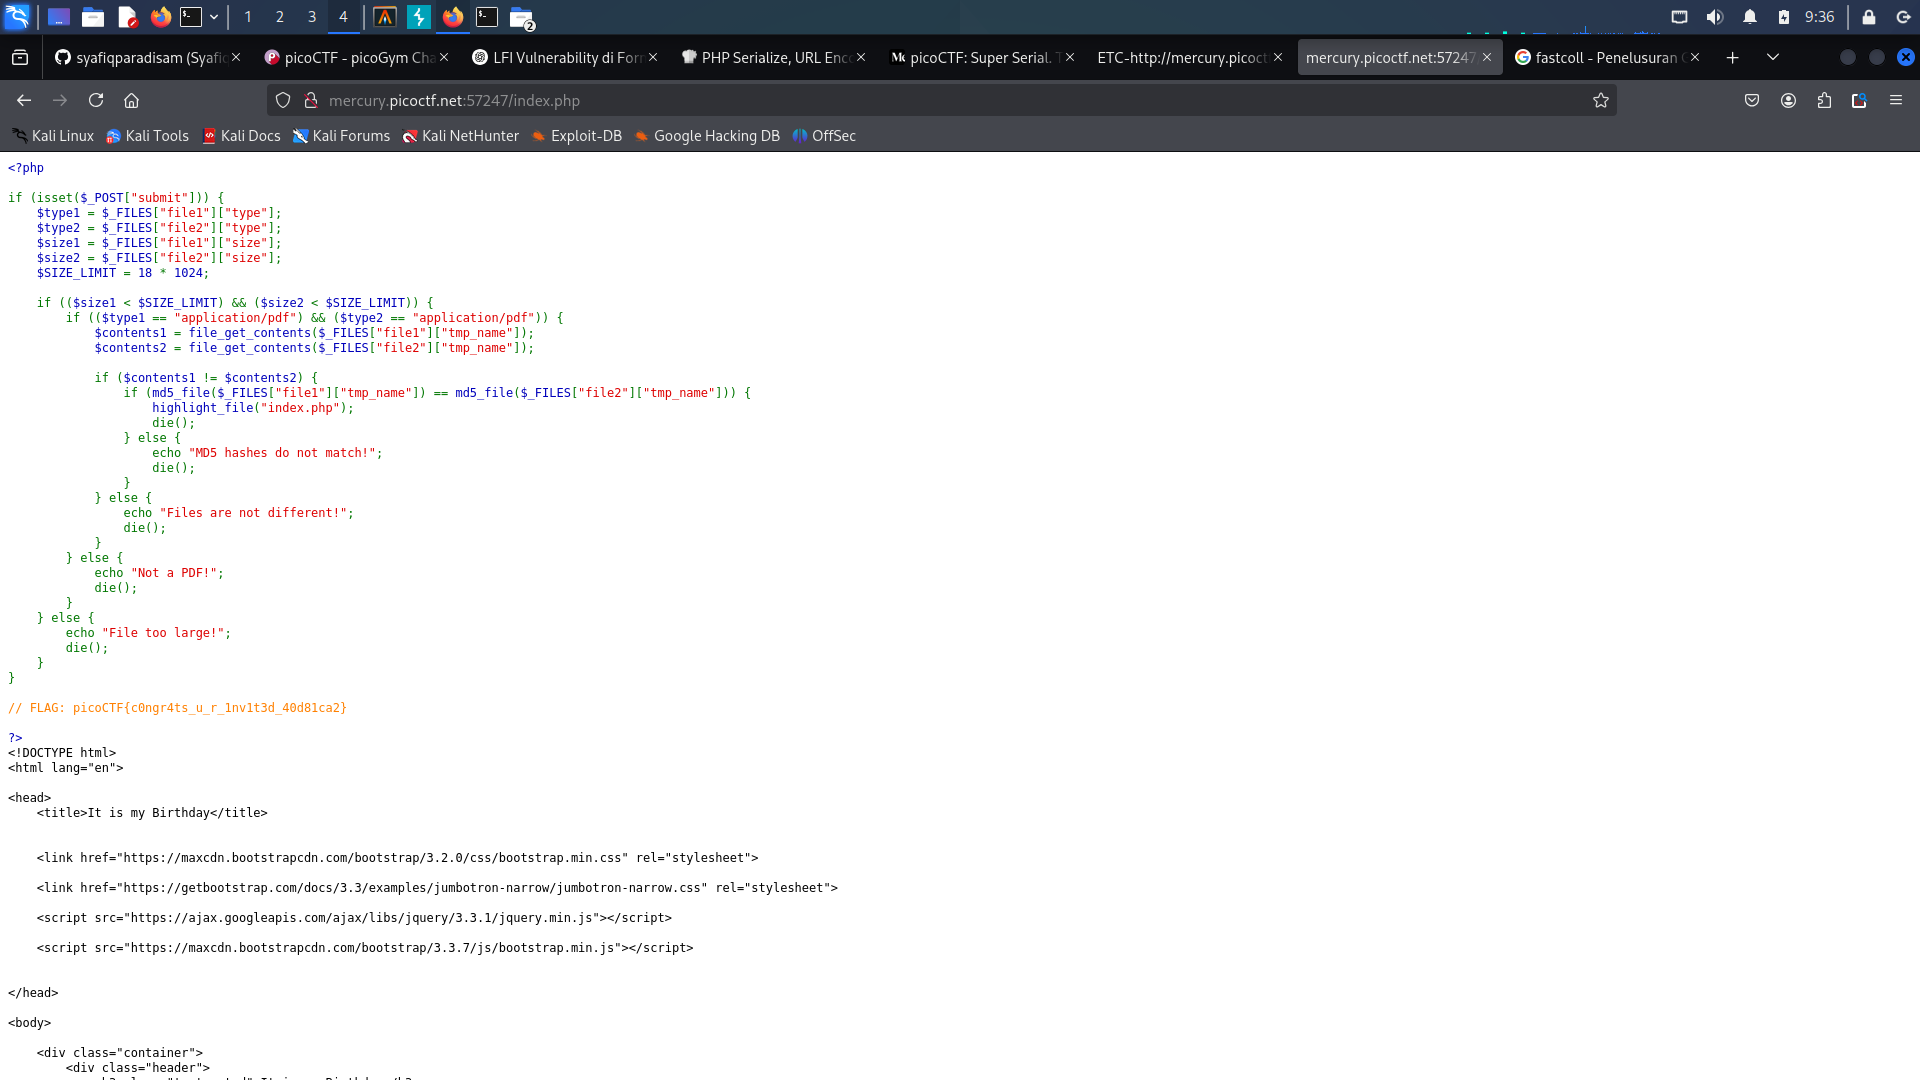 1 2 3 4 2 9:36
syafiqparadisam (Syafi picoCTF - picoGym Cha LFI Vulnerability di For PHP Serialize, URL Enc picoCTF: Super Serial. ETC-http://mercury.picoct mercury.picoctf.net:57247 fastcoll - Penelusuran
mercury.picoctf.net:57247/index.php
Kali Linux Kali Tools Kali Docs Kali Forums Kali NetHunter Exploit-DB Google Hacking DB OffSec
<?php
if (isset($_POST["submit"])) {
    $type1 = $_FILES["file1"]["type"];
    $type2 = $_FILES["file2"]["type"];
    $size1 = $_FILES["file1"]["size"];
    $size2 = $_FILES["file2"]["size"];
    $SIZE_LIMIT = 18 * 1024;
    if (($size1 < $SIZE_LIMIT) && ($size2 < $SIZE_LIMIT)) {
        if (($type1 == "application/pdf") && ($type2 == "application/pdf")) {
            $contents1 = file_get_contents($_FILES["file1"]["tmp_name"]);
            $contents2 = file_get_contents($_FILES["file2"]["tmp_name"]);
            if ($contents1 != $contents2) {
                if (md5_file($_FILES["file1"]["tmp_name"]) == md5_file($_FILES["file2"]["tmp_name"])) {
                    highlight_file("index.php");
                    die();
                } else {
                    echo "MD5 hashes do not match!";
                    die();
                }
            } else {
                echo "Files are not different!";
                die();
            }
        } else {
            echo "Not a PDF!";
            die();
        }
    } else {
        echo "File too large!";
        die();
    }
}
// FLAG: picoCTF{c0ngr4ts_u_r_1nv1t3d_40d81ca2}
?>
<!DOCTYPE html>
<html lang="en">
<head>
    <title>It is my Birthday</title>
    <link href="https://maxcdn.bootstrapcdn.com/bootstrap/3.2.0/css/bootstrap.min.css" rel="stylesheet">
    <link href="https://getbootstrap.com/docs/3.3/examples/jumbotron-narrow/jumbotron-narrow.css" rel="stylesheet">
    <script src="https://ajax.googleapis.com/ajax/libs/jquery/3.3.1/jquery.min.js"></script>
    <script src="https://maxcdn.bootstrapcdn.com/bootstrap/3.3.7/js/bootstrap.min.js"></script>
</head>
<body>
    <div class="container">
        <div class="header">